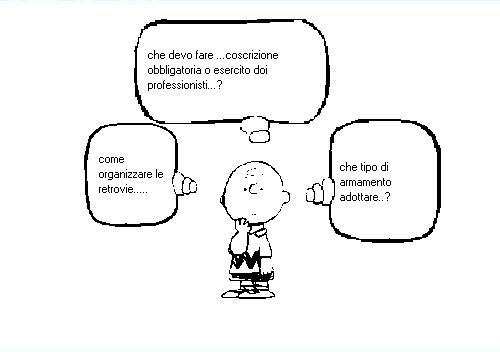 che devo fare ...coscrizione
obbligatoria o esercito doi
professionisti...?
come
organizzare le
retrovie.....
che tipo di
armamento
adottare..?